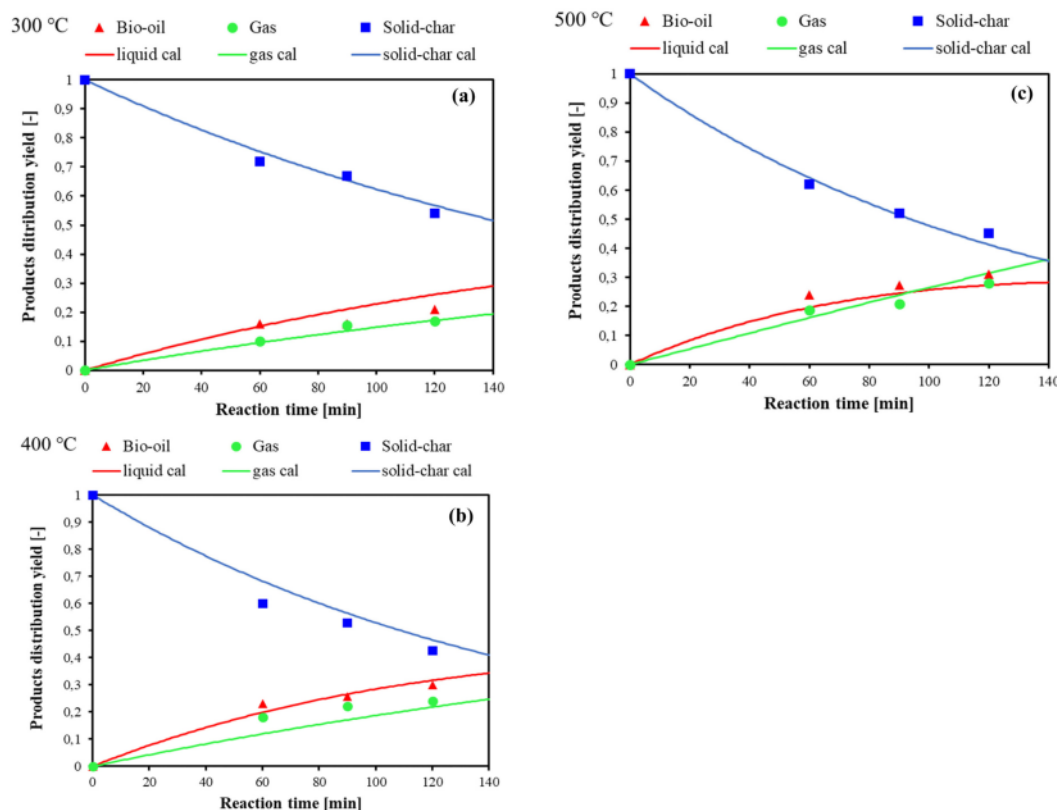 300 °C
Bio-oil Gas Solid-char
liquid cal gas cal solid-char cal
(a)
Products ditribution yield [-]
1
0,9
0,8
0,7
0,6
0,5
0,4
0,3
0,2
0,1
0
0 20 40 60 80 100 120 140
Reaction time [min]
500 °C
Bio-oil Gas Solid-char
liquid cal gas cal solid-char cal
(c)
Products distribution yield [-]
1
0,9
0,8
0,7
0,6
0,5
0,4
0,3
0,2
0,1
0
0 20 40 60 80 100 120 140
Reaction time [min]
400 °C
Bio-oil Gas Solid-char
liquid cal gas cal solid-char cal
(b)
Products distribution yield [-]
1
0,9
0,8
0,7
0,6
0,5
0,4
0,3
0,2
0,1
0
0 20 40 60 80 100 120 140
Reaction time [min]